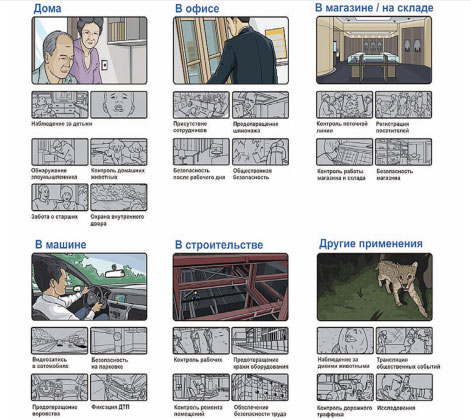 Дома
В офисе
В магазине / на складе
Наблюдение за детьми
Присутствие
сотрудников
Предотвращение
шпионажа
Контроль поточной
линии
Регистрация
посетителей
Обнаружение
злоумышленника
Контроль домашних
животных
Безопасность
после рабочего дня
Общественная
безопасность
Контроль работы
магазина и склада
Безопасность
магазина
Забота о старших
Охрана внутреннего
двора
В машине
В строительстве
Другие применения
Видеозапись
в автомобиле
Безопасность
на парковке
Контроль рабочих
Предотвращение
кражи оборудования
Наблюдение за
дикими животными
Трансляция
общественных событий
Предотвращение
воровства
Фиксация ДТП
Контроль ремонта
помещений
Обеспечение
безопасности труда
Контроль дорожного
траффика
Исследования